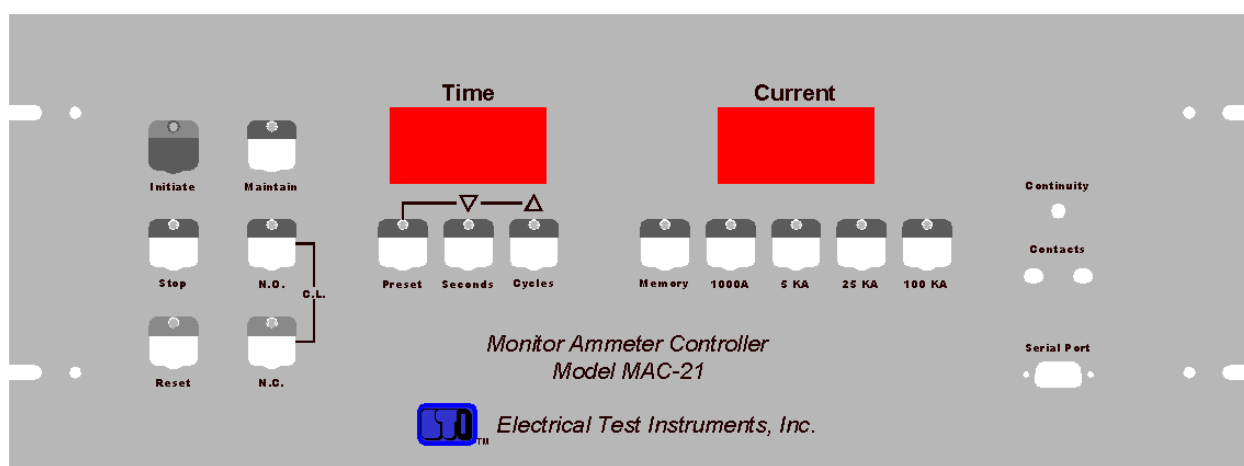 Time Current
Initiate Maintain
Continuity
Stop N.O. Preset Seconds Cycles Memory 1000A 5 KA 25 KA 100 KA
Contacts
C.L.
Monitor Ammeter Controller
Serial Port
Model MAC-21
Reset N.C.
Electrical Test Instruments, Inc.
TM